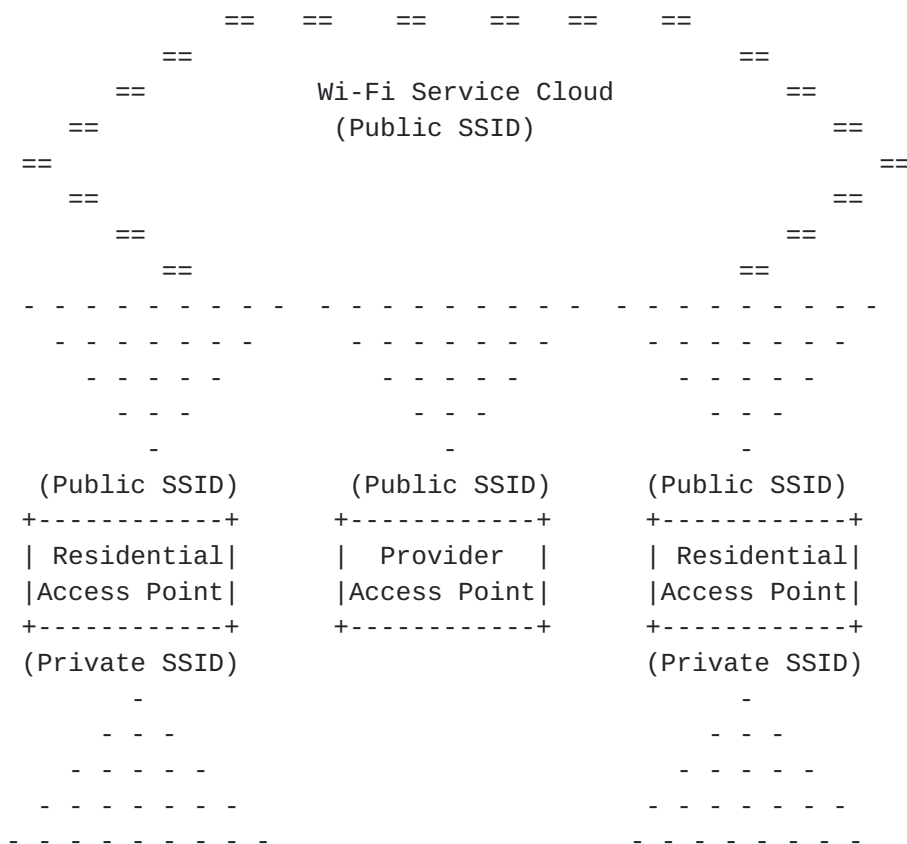 Wi-Fi Service Cloud
(Public SSID)
(Public SSID) (Public SSID) (Public SSID)
+------------+ +------------+ +------------+
| Residential| | Provider | | Residential|
|Access Point| |Access Point| |Access Point|
+------------+ +------------+ +------------+
(Private SSID) (Private SSID)